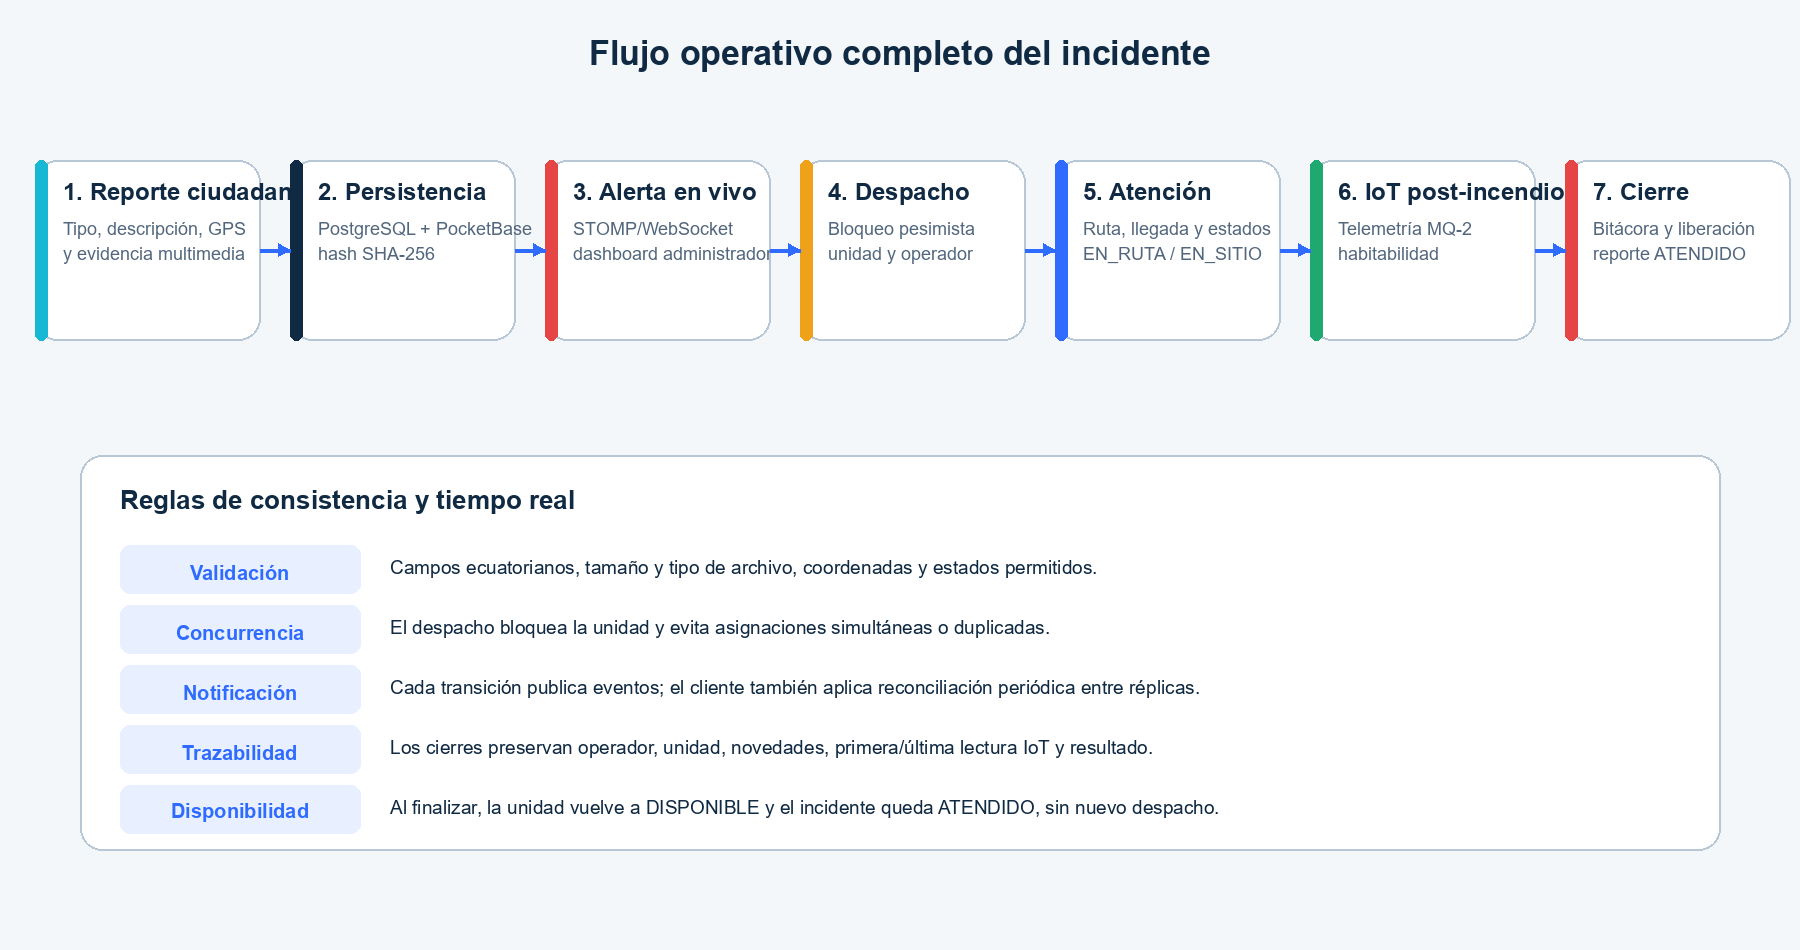 Flujo operativo completo del incidente
1. Reporte ciudadan
Tipo, descripción, GPS
y evidencia multimedia
2. Persistencia
PostgreSQL + PocketBase
hash SHA-256
3. Alerta en vivo
STOMP/WebSocket
dashboard administrador
4. Despacho
Bloqueo pesimista
unidad y operador
5. Atención
Ruta, llegada y estados
EN_RUTA / EN_SITIO
6. IoT post-incendio
Telemetría MQ-2
habitabilidad
7. Cierre
Bitácora y liberación
reporte ATENDIDO
Reglas de consistencia y tiempo real
Validación
Campos ecuatorianos, tamaño y tipo de archivo, coordenadas y estados permitidos.
Concurrencia
El despacho bloquea la unidad y evita asignaciones simultáneas o duplicadas.
Notificación
Cada transición publica eventos; el cliente también aplica reconciliación periódica entre réplicas.
Trazabilidad
Los cierres preservan operador, unidad, novedades, primera/última lectura IoT y resultado.
Disponibilidad
Al finalizar, la unidad vuelve a DISPONIBLE y el incidente queda ATENDIDO, sin nuevo despacho.